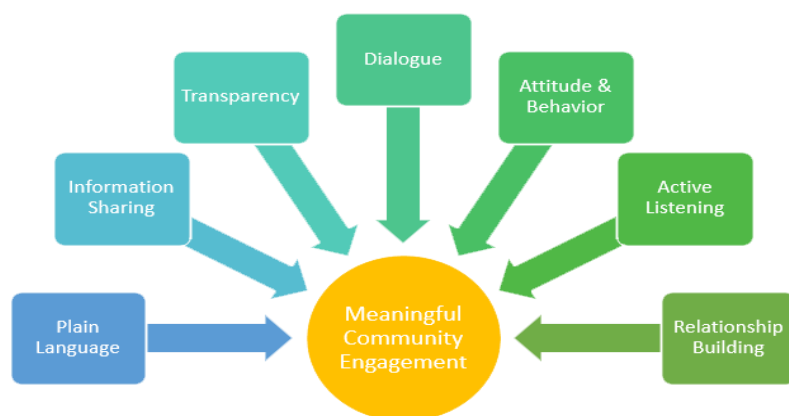 Dialogue
Transparency
Attitude &
Behavior
Information
Sharing
Active
Listening
Plain
Language
Meaningful
Community
Engagement
Relationship
Building